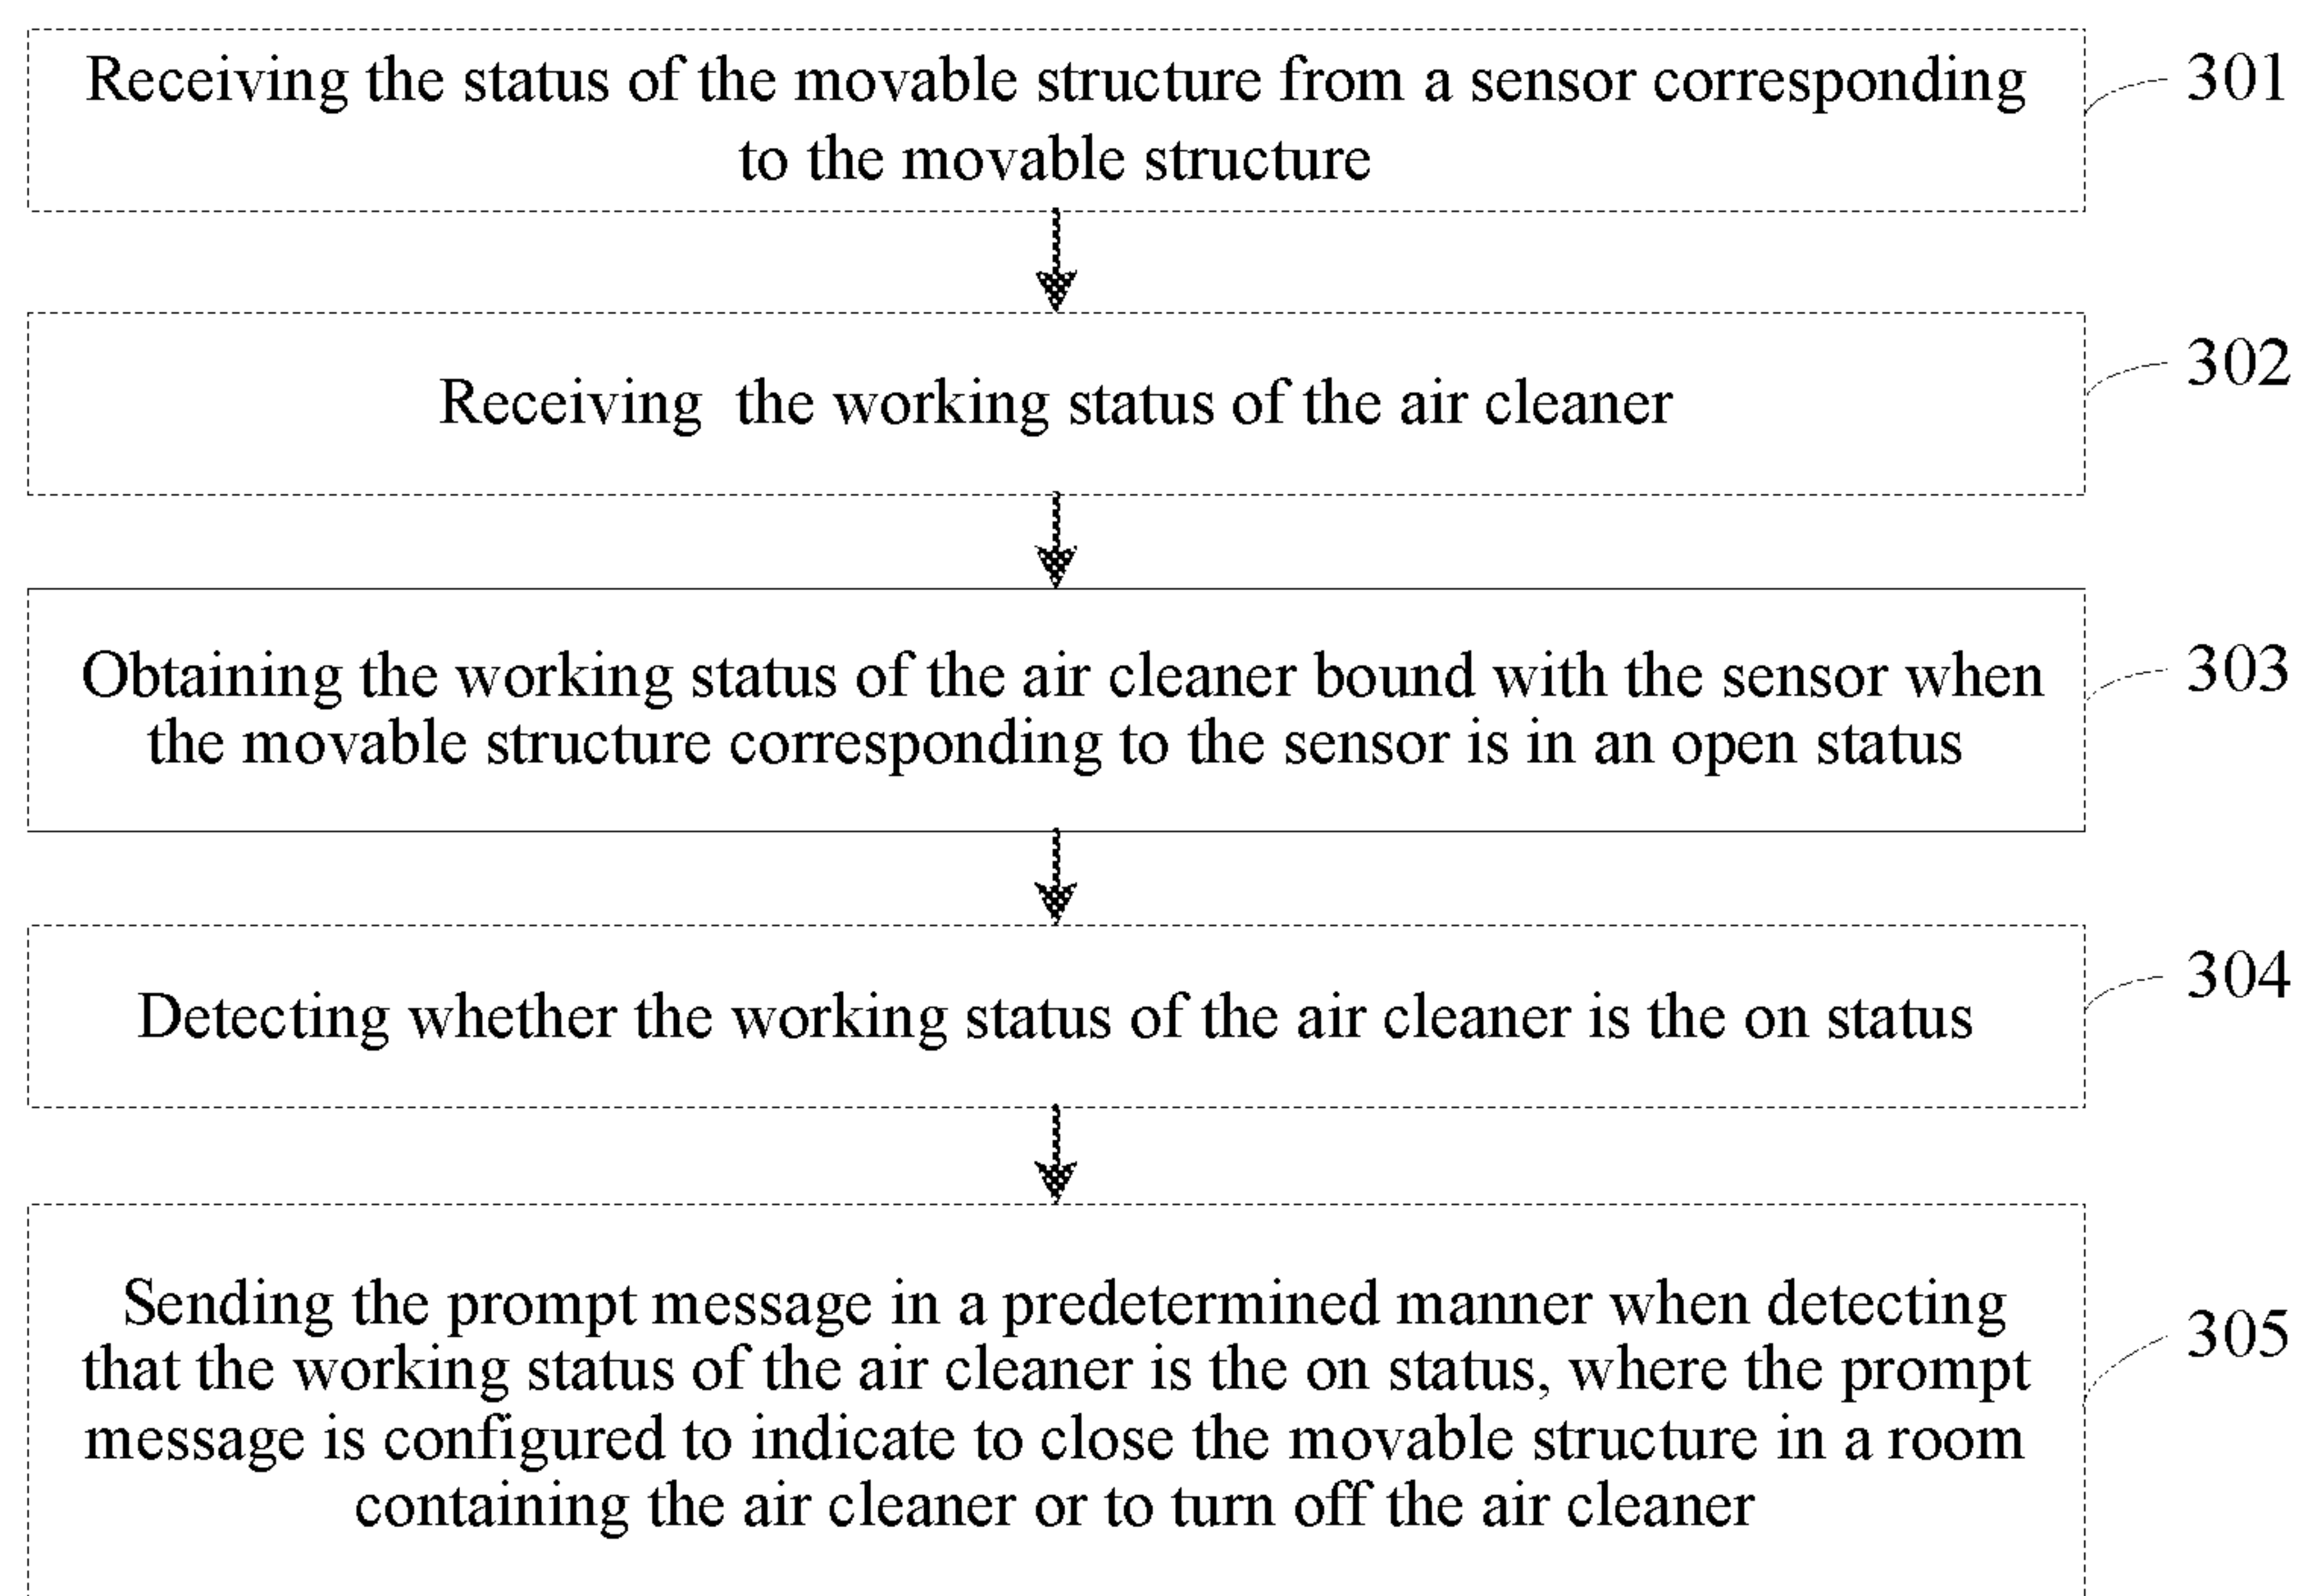 Receiving the status of the movable structure from a sensor corresponding
to the movable structure
301
Receiving the working status of the air cleaner
302
Obtaining the working status of the air cleaner bound with the sensor when
the movable structure corresponding to the sensor is in an open status
303
Detecting whether the working status of the air cleaner is the on status
304
Sending the prompt message in a predetermined manner when detecting
that the working status of the air cleaner is the on status, where the prompt
message is configured to indicate to close the movable structure in a room
containing the air cleaner or to turn off the air cleaner
305